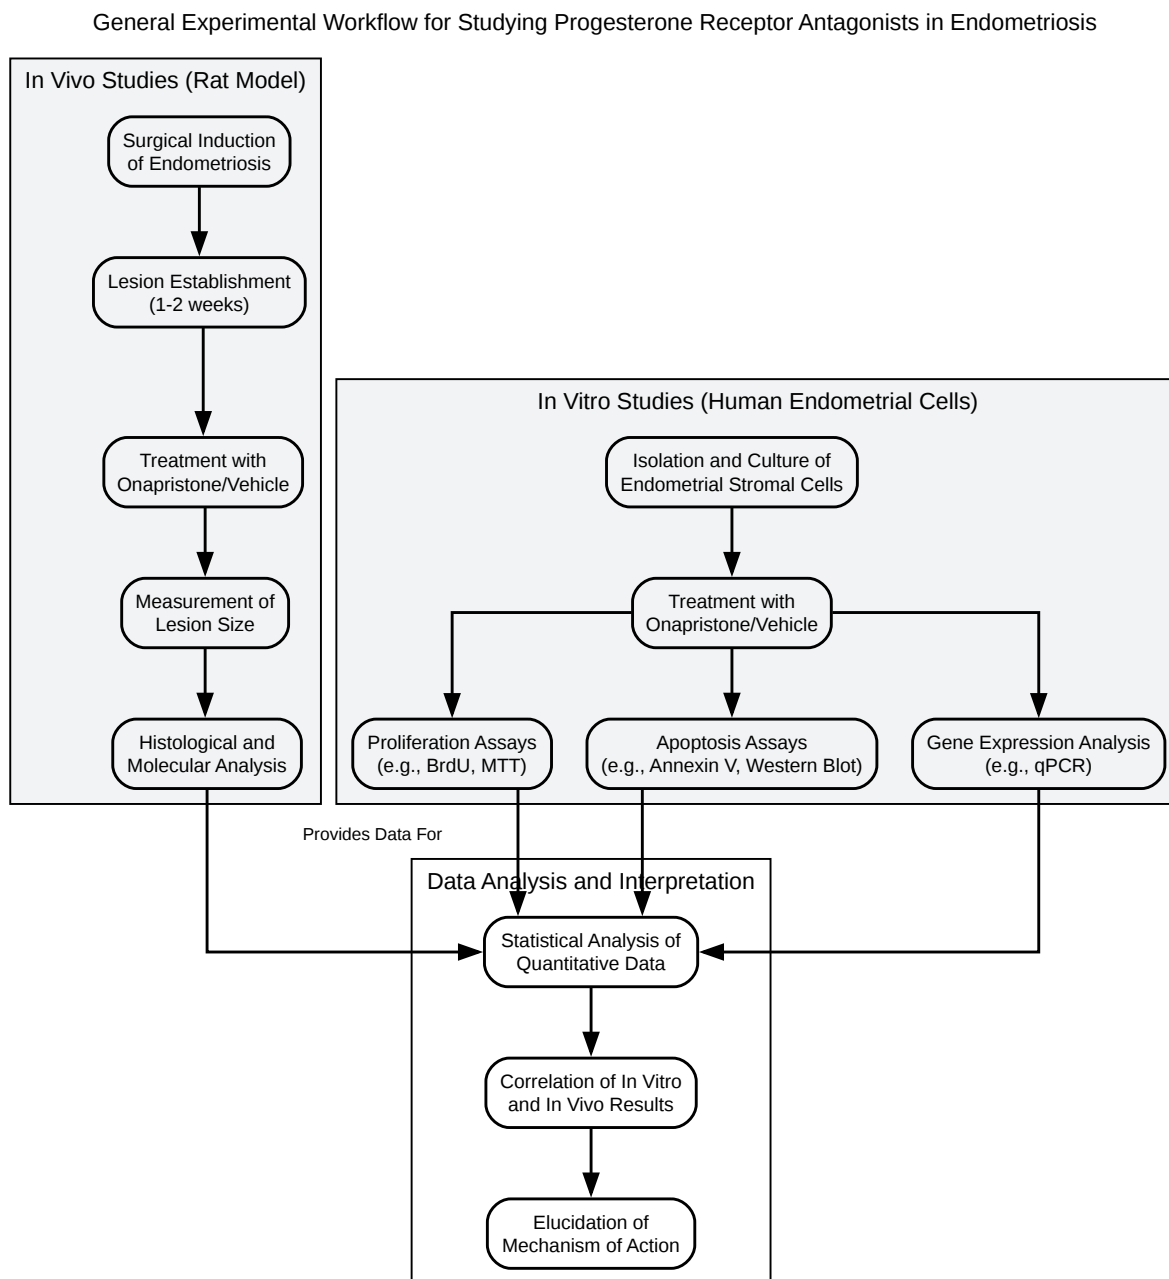 General Experimental Workflow for Studying Progesterone Receptor Antagonists in Endometriosis
In Vivo Studies (Rat Model)
Surgical Induction
of Endometriosis
Lesion Establishment
(1-2 weeks)
Treatment with
Onapristone/Vehicle
Measurement of
Lesion Size
Histological and
Molecular Analysis
In Vitro Studies (Human Endometrial Cells)
Isolation and Culture of
Endometrial Stromal Cells
Treatment with
Onapristone/Vehicle
Proliferation Assays
(e.g., BrdU, MTT)
Apoptosis Assays
(e.g., Annexin V, Western Blot)
Gene Expression Analysis
(e.g., qPCR)
Provides Data For
Data Analysis and Interpretation
Statistical Analysis of
Quantitative Data
Correlation of In Vitro
and In Vivo Results
Elucidation of
Mechanism of Action